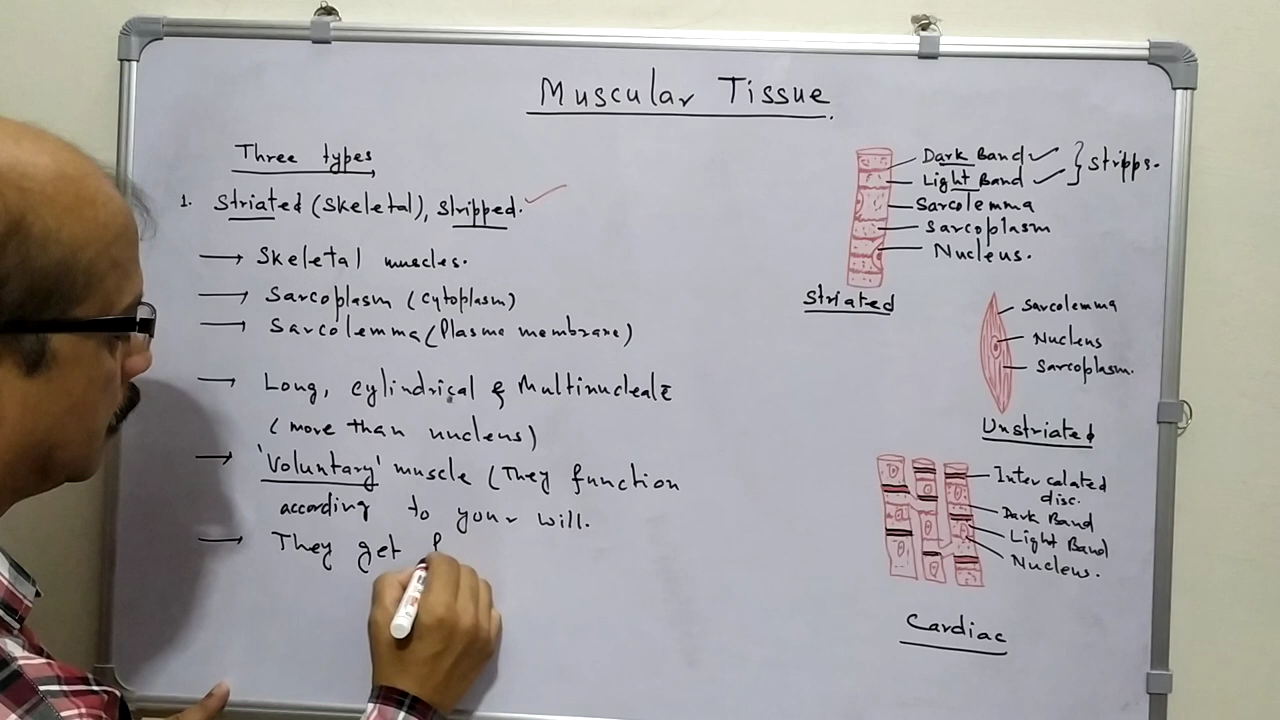 Muscular Tissue
Three types
1. Striated (Skeletal), Stripped.
→ Skeletal muscles.
→ Sarcoplasm (Cytoplasm)
→ Sarcolemma (Plasma membrane)
→ Long, Cylindrical & Multinucleate
(more than nucleus)
→ 'Voluntary' muscle (They function
according to your will.
→ They get
Dark Band
Light Band
} Stripps.
Sarcolemma
Sarcoplasm
Nucleus.
Striated
Sarcolemma
Nucleus
Sarcoplasm.
Unstriated
Intercalated
disc.
Dark Band
Light Band
Nucleus.
Cardiac